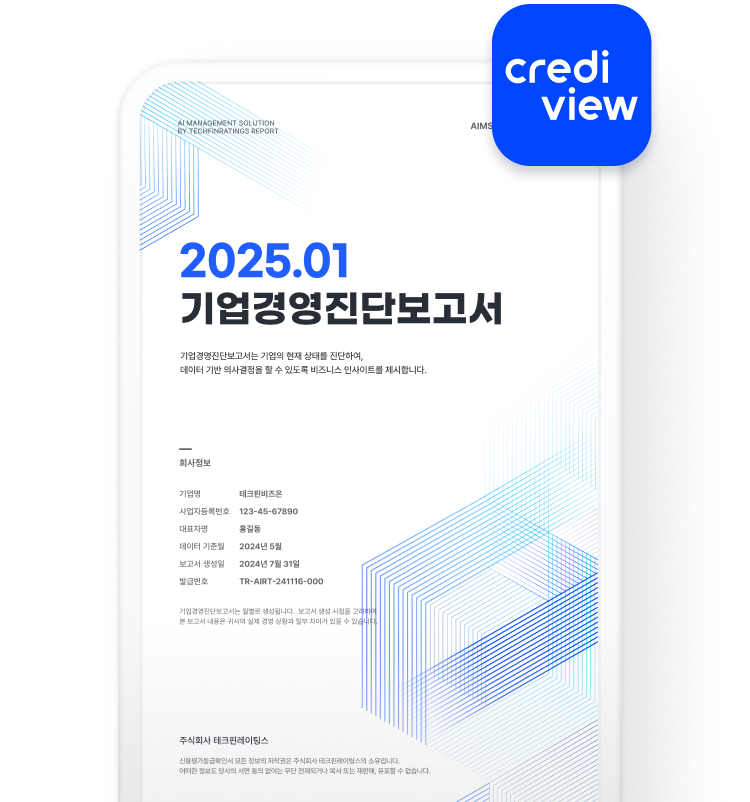 credi
view
AI MANAGEMENT SOLUTION
BY TECHFINRATINGS REPORT
AIMS
2025.01
기업경영진단보고서
기업경영진단보고서는 기업의 현재 상태를 진단하여,
데이터 기반 의사결정을 할 수 있도록 비즈니스 인사이트를 제시합니다.
회사정보
기업명 테크핀비즈온
사업자등록번호 123-45-67890
대표자명 홍길동
데이터 기준월 2024년 5월
보고서 생성일 2024년 7월 31일
발급번호 TR-AIRT-241116-000
기업경영진단보고서는 월별로 생성됩니다. 보고서 생성 시점을 고려하여
본 보고서 내용은 귀사의 실제 경영 상황과 일부 차이가 있을 수 있습니다.
주식회사 테크핀레이팅스
신용평가등급확인서 모든 정보의 저작권은 주식회사 테크핀레이팅스의 소유입니다.
어떠한 정보도 당사의 서면 동의 없이는 무단 전재되거나 복사 또는 재판매, 유포할 수 없습니다.